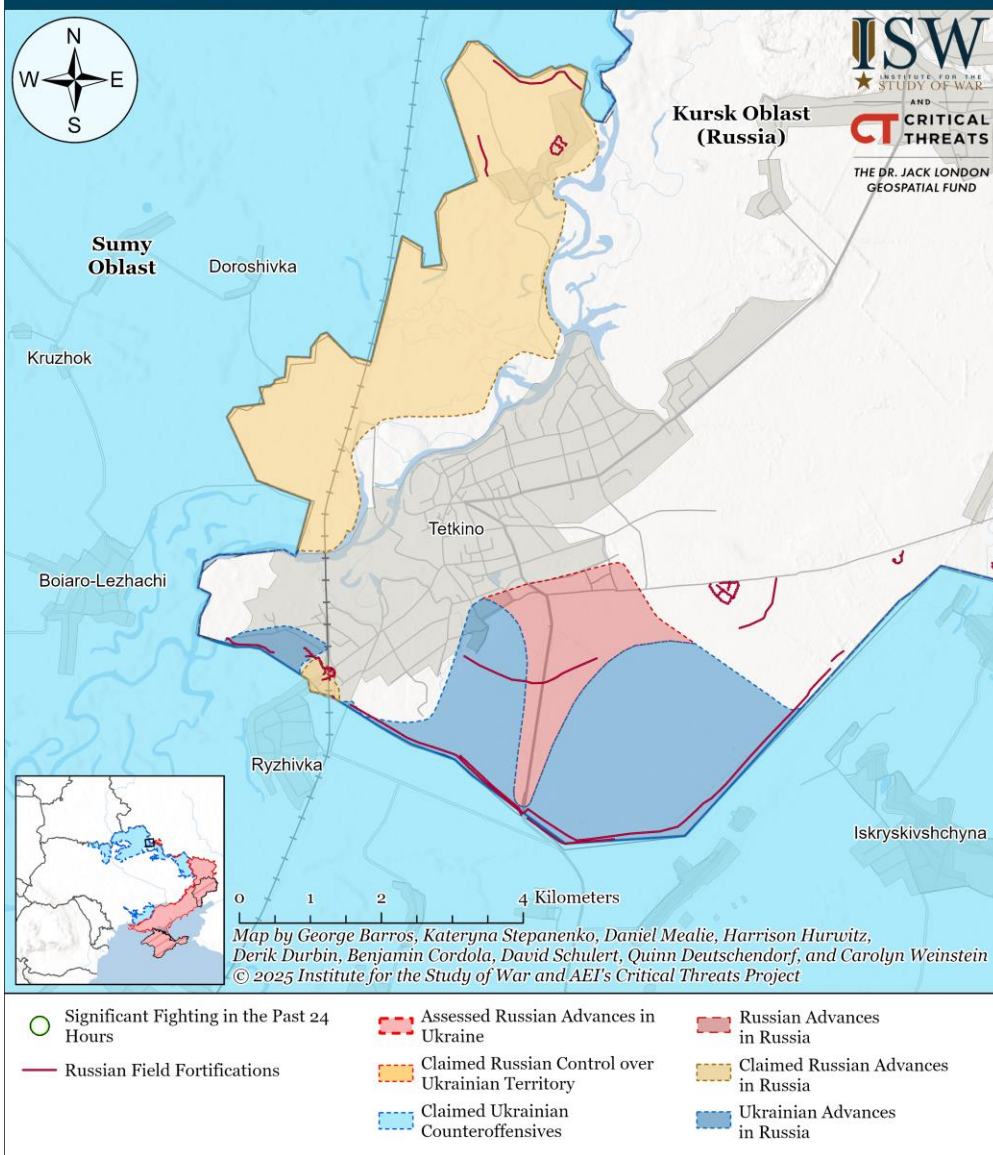 N
W E
S
ISW
INSTITUTE FOR THE
STUDY OF WAR
AND
CT CRITICAL
THREATS
THE DR. JACK LONDON
GEOSPATIAL FUND
Kursk Oblast
(Russia)
Sumy
Oblast
Doroshivka
Kruzhok
Tetkino
Boiaro-Lezhachi
Ryzhivka
Iskryskivshchyna
0 1 2 4 Kilometers
Map by George Barros, Kateryna Stepanenko, Daniel Mealie, Harrison Hurwitz,
Derik Durbin, Benjamin Cordola, David Schulert, Quinn Deutschendorf, and Carolyn Weinstein
© 2025 Institute for the Study of War and AEI's Critical Threats Project
Significant Fighting in the Past 24
Hours
Russian Field Fortifications
Assessed Russian Advances in
Ukraine
Claimed Russian Control over
Ukrainian Territory
Claimed Ukrainian
Counteroffensives
Russian Advances
in Russia
Claimed Russian Advances
in Russia
Ukrainian Advances
in Russia